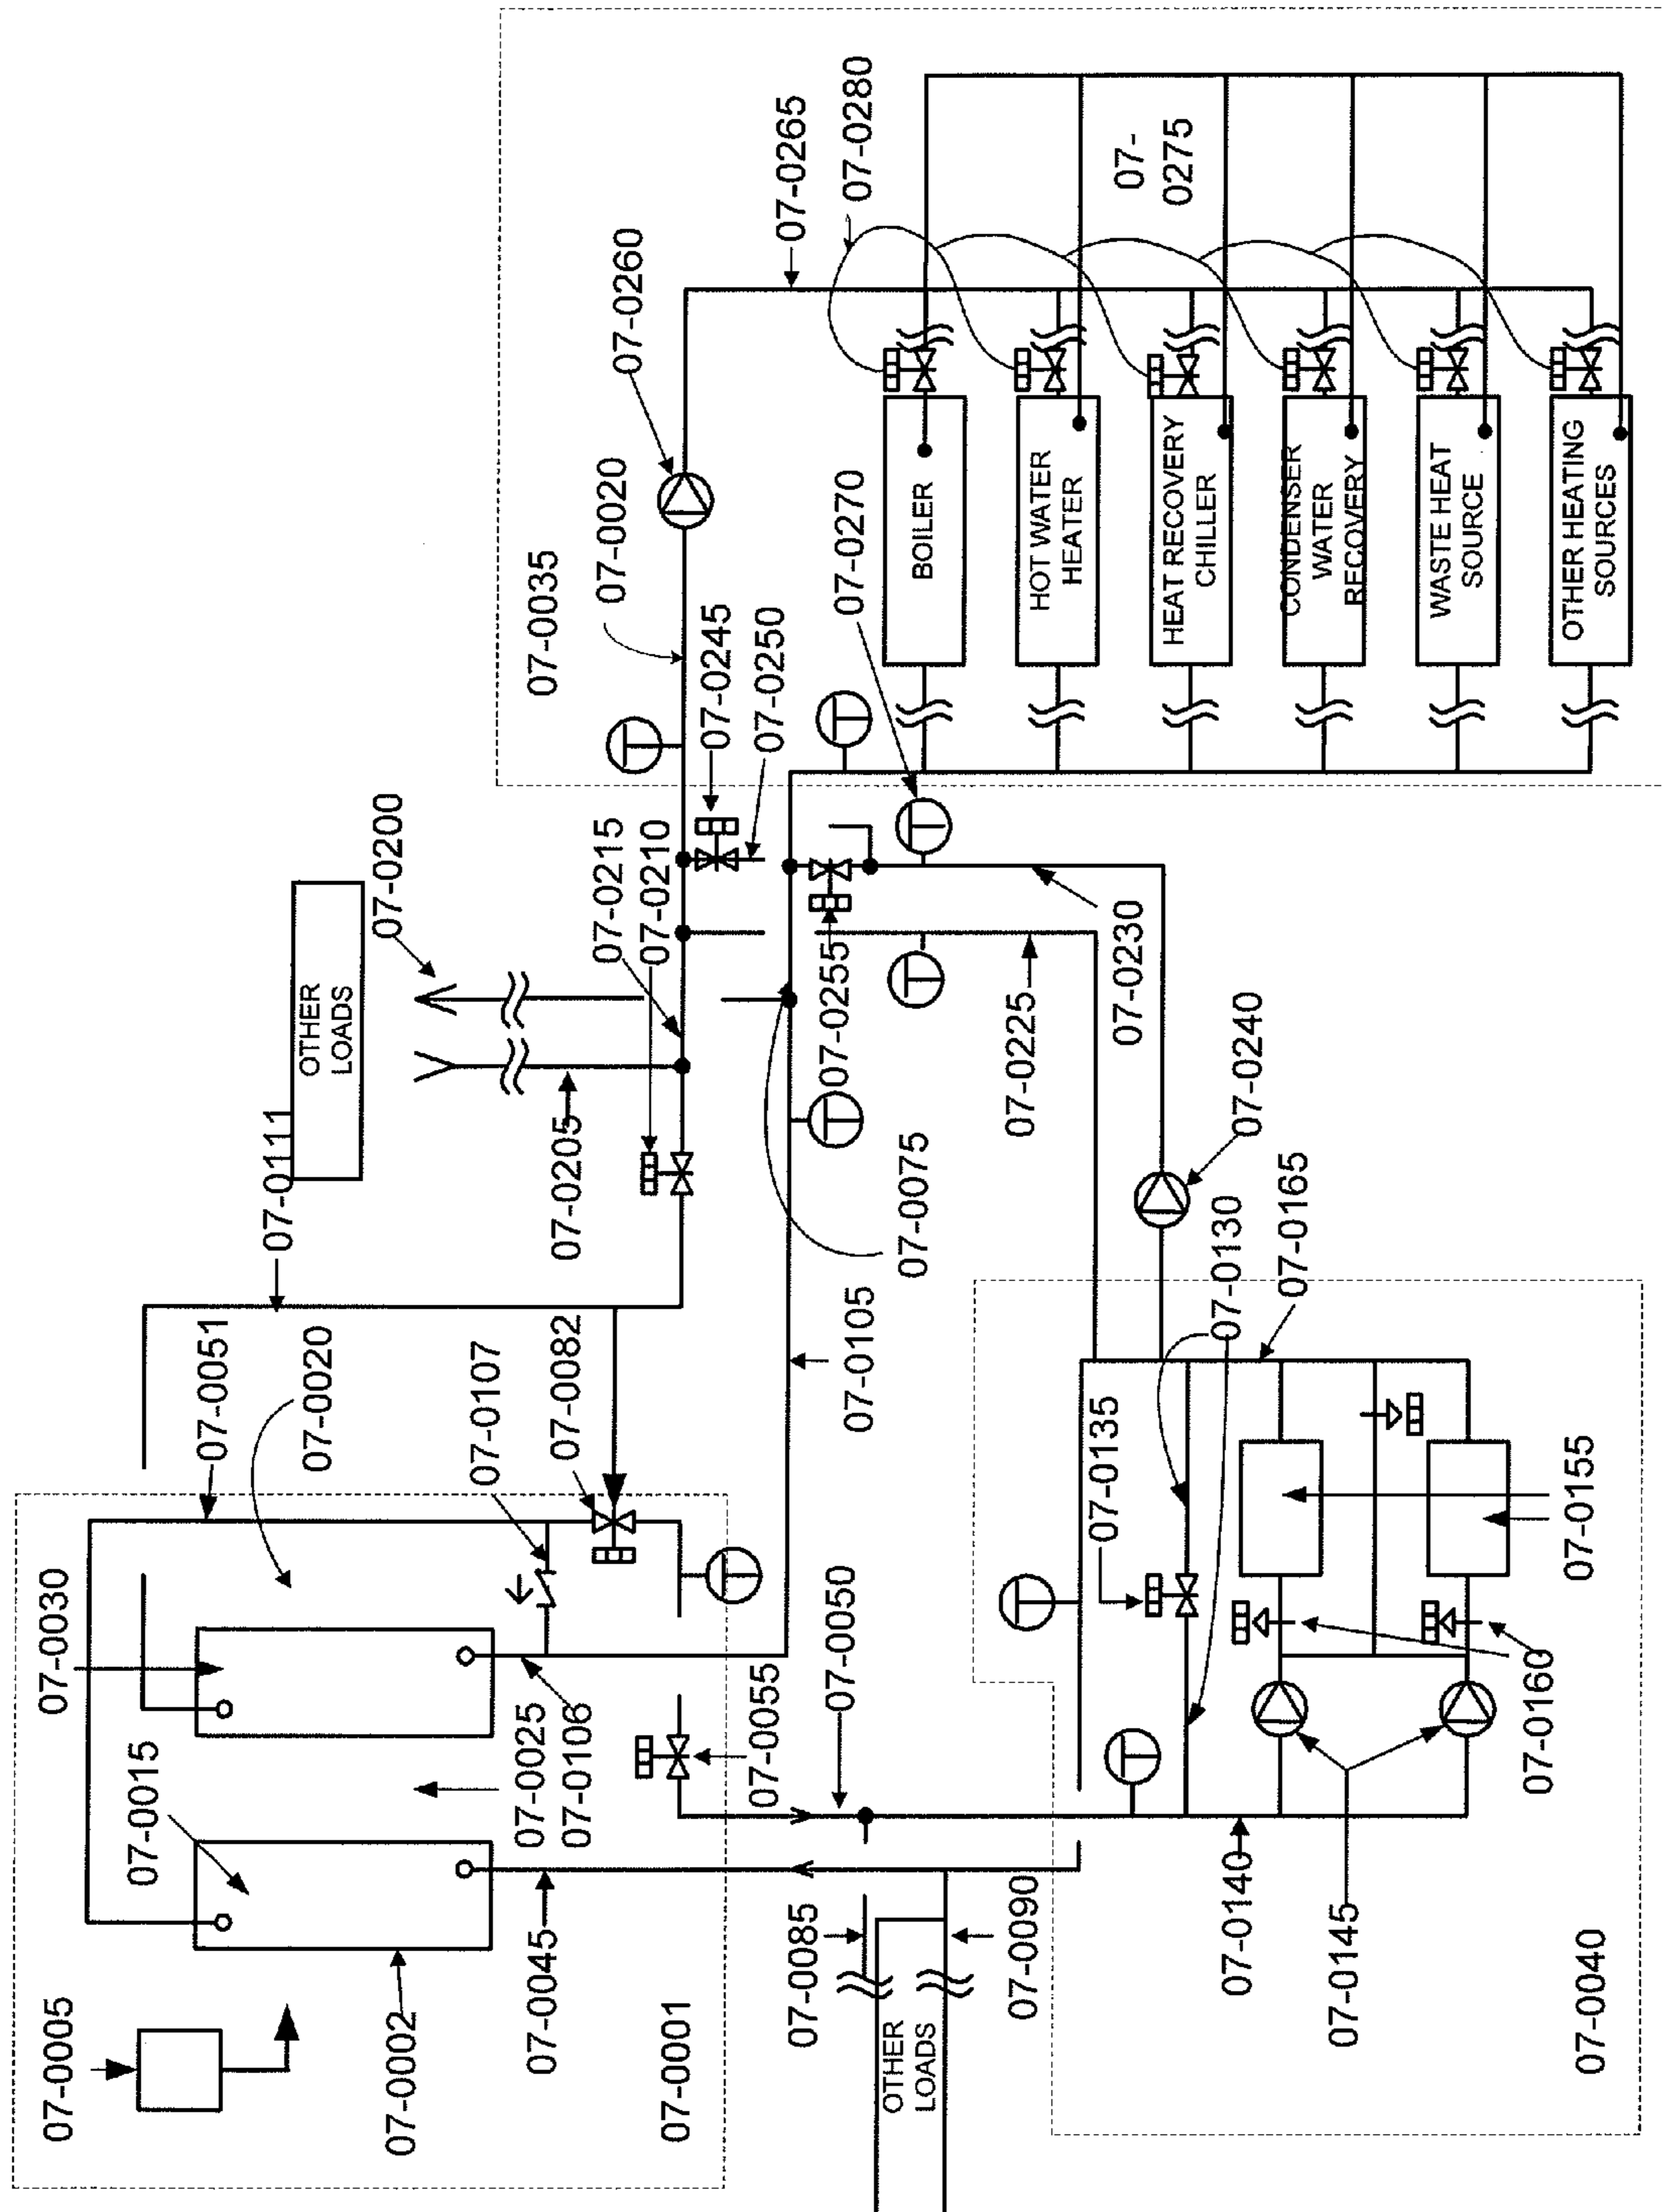 07-0005
07-0002
07-0001
07-0015
07-0045
07-0030
07-0025
07-0106
07-0055
07-0050
07-0051
07-0020
07-0107
07-0082
07-0105
07-0111
OTHER
LOADS
07-0200
07-0205
07-0215
07-0210
07-0075
07-0255
07-0225
07-0230
07-0240
07-0130
07-0165
07-0135
07-0155
07-0160
07-0140
07-0145
07-0040
07-0085
07-0090
OTHER
LOADS
07-0035
07-0020
07-0245
07-0250
07-0270
07-0260
07-0265
07-0280
07-
0275
BOILER
HOT WATER
HEATER
HEAT RECOVERY
CHILLER
CONDENSER
WATER
RECOVERY
WASTE HEAT
SOURCE
OTHER HEATING
SOURCES
T
T
T
T
T
T
T
T